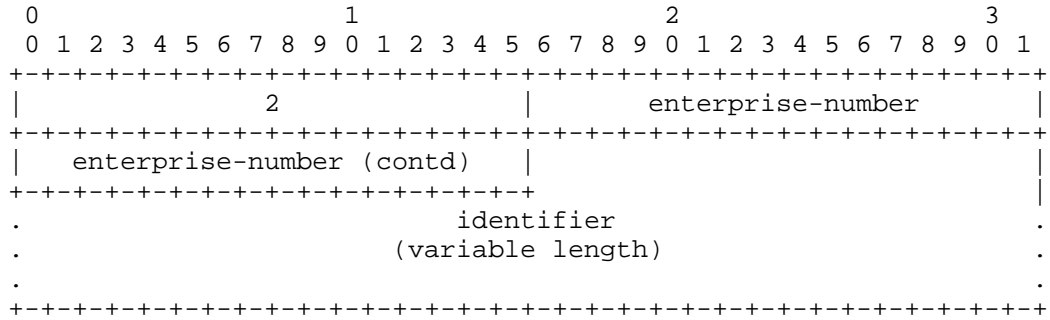 0                   1                   2                   3
 0 1 2 3 4 5 6 7 8 9 0 1 2 3 4 5 6 7 8 9 0 1 2 3 4 5 6 7 8 9 0 1
+-+-+-+-+-+-+-+-+-+-+-+-+-+-+-+-+-+-+-+-+-+-+-+-+-+-+-+-+-+-+-+-+
|               2               |       enterprise-number       |
+-+-+-+-+-+-+-+-+-+-+-+-+-+-+-+-+-+-+-+-+-+-+-+-+-+-+-+-+-+-+-+-+
|   enterprise-number (contd)   |                               |
+-+-+-+-+-+-+-+-+-+-+-+-+-+-+-+-+                               |
.                           identifier                          .
.                       (variable length)                       .
.                                                               .
+-+-+-+-+-+-+-+-+-+-+-+-+-+-+-+-+-+-+-+-+-+-+-+-+-+-+-+-+-+-+-+-+